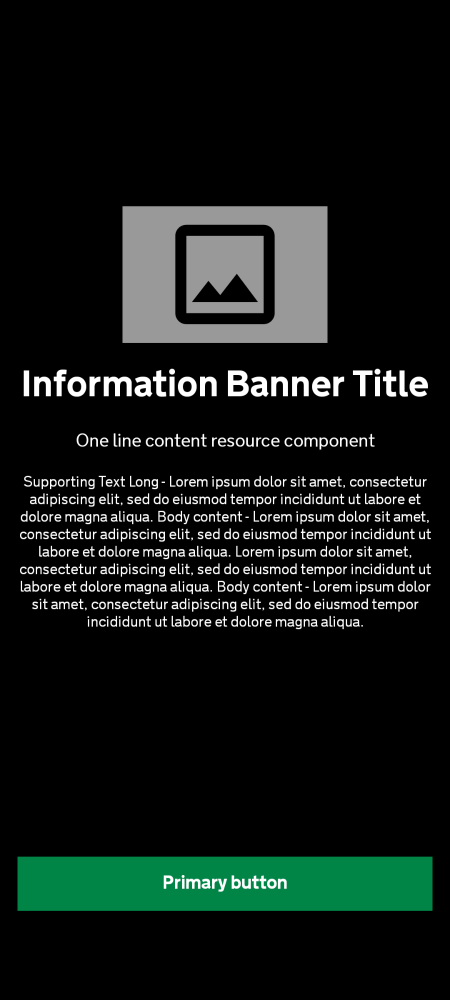 Information Banner Title
One line content resource component
Supporting Text Long - Lorem ipsum dolor sit amet, consectetur
adipiscing elit, sed do eiusmod tempor incididunt ut labore et
dolore magna aliqua. Body content - Lorem ipsum dolor sit amet,
consectetur adipiscing elit, sed do eiusmod tempor incididunt ut
labore et dolore magna aliqua. Lorem ipsum dolor sit amet,
consectetur adipiscing elit, sed do eiusmod tempor incididunt ut
labore et dolore magna aliqua. Body content - Lorem ipsum dolor
sit amet, consectetur adipiscing elit, sed do eiusmod tempor
incididunt ut labore et dolore magna aliqua.
Primary button